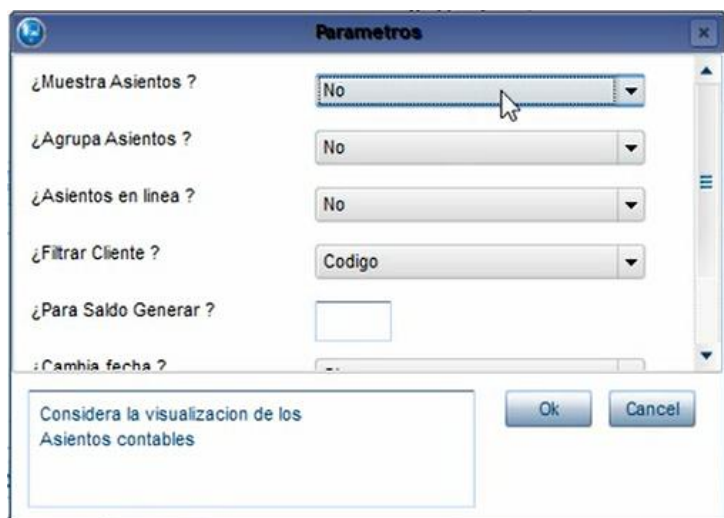 Parametros
¿Muestra Asientos ?
No
¿Agrupa Asientos ?
No
¿Asientos en linea ?
No
¿Filtrar Cliente ?
Codigo
¿Para Saldo Generar ?
¿Cambia fecha ?
Considera la visualizacion de los
Asientos contables
Ok
Cancel